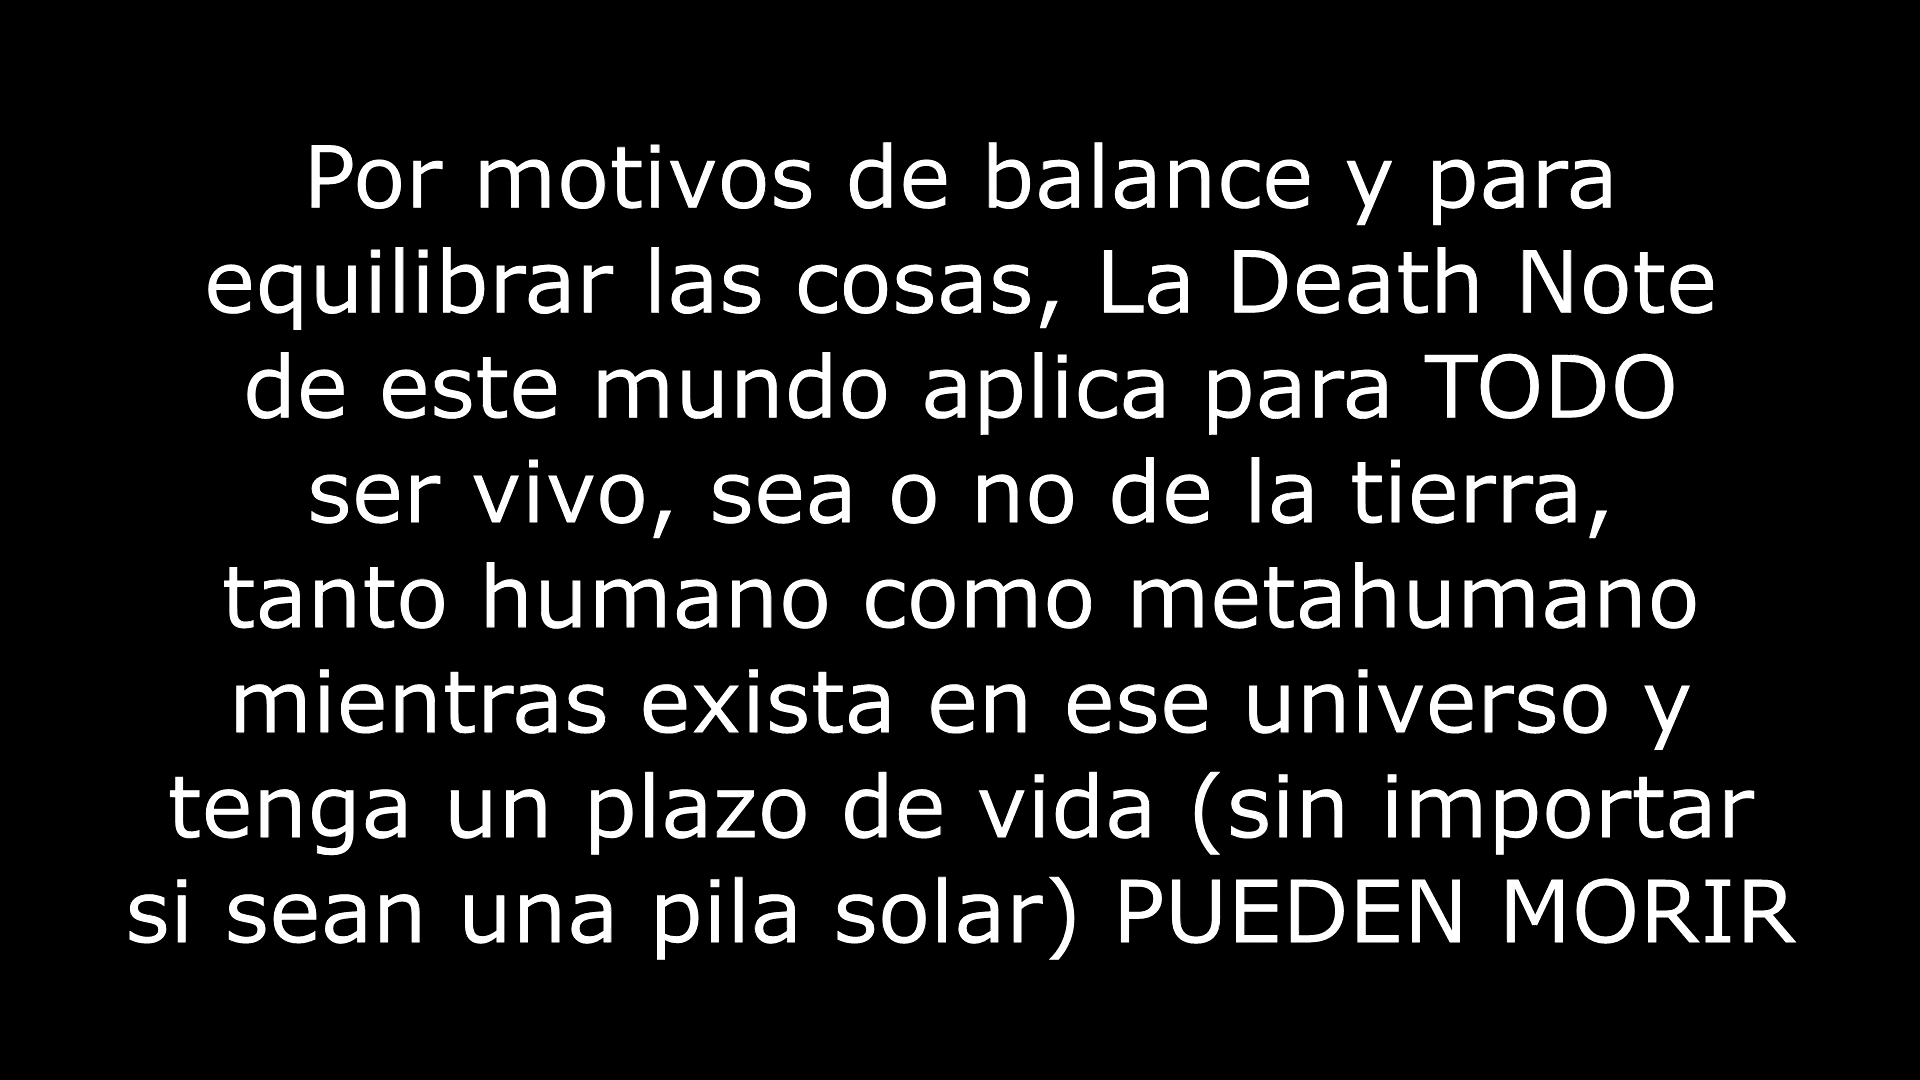 Por motivos de balance y para
equilibrar las cosas, La Death Note
de este mundo aplica para TODO
ser vivo, sea o no de la tierra,
tanto humano como metahumano
mientras exista en ese universo y
tenga un plazo de vida (sin importar
si sean una pila solar) PUEDEN MORIR